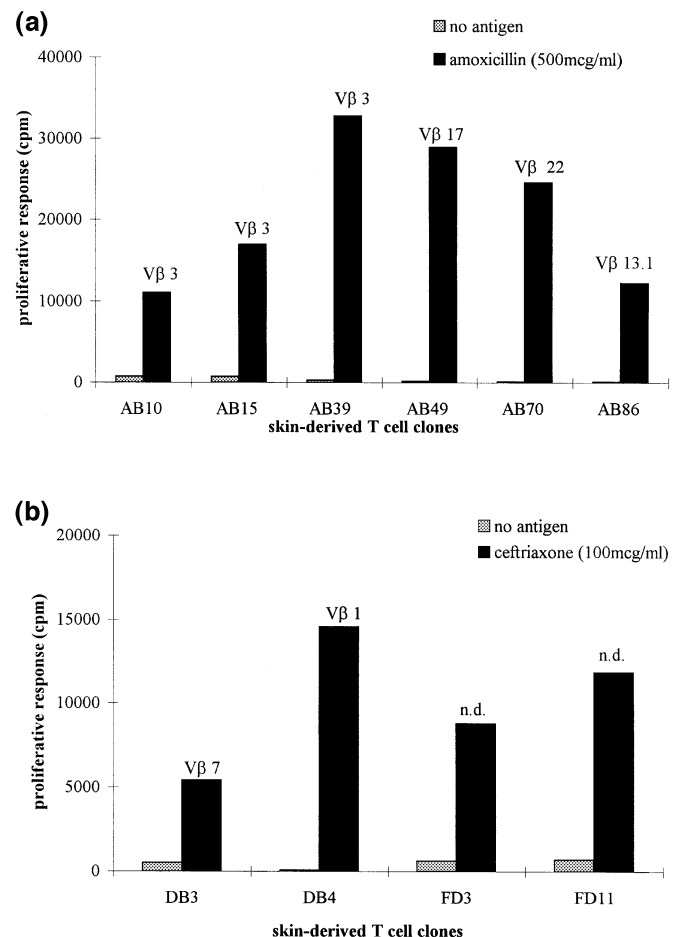 (a)
no antigen
amoxicillin (500mcg/ml)
proliferative response (cpm)
40000
30000
20000
10000
0
Vβ 3
Vβ 3
Vβ 3
Vβ 17
Vβ 22
Vβ 13.1
AB10 AB15 AB39 AB49 AB70 AB86
skin-derived T cell clones
(b)
no antigen
ceftriaxone (100mcg/ml)
proliferative response (cpm)
20000
15000
10000
5000
0
Vβ 7
Vβ 1
n.d.
n.d.
DB3 DB4 FD3 FD11
skin-derived T cell clones